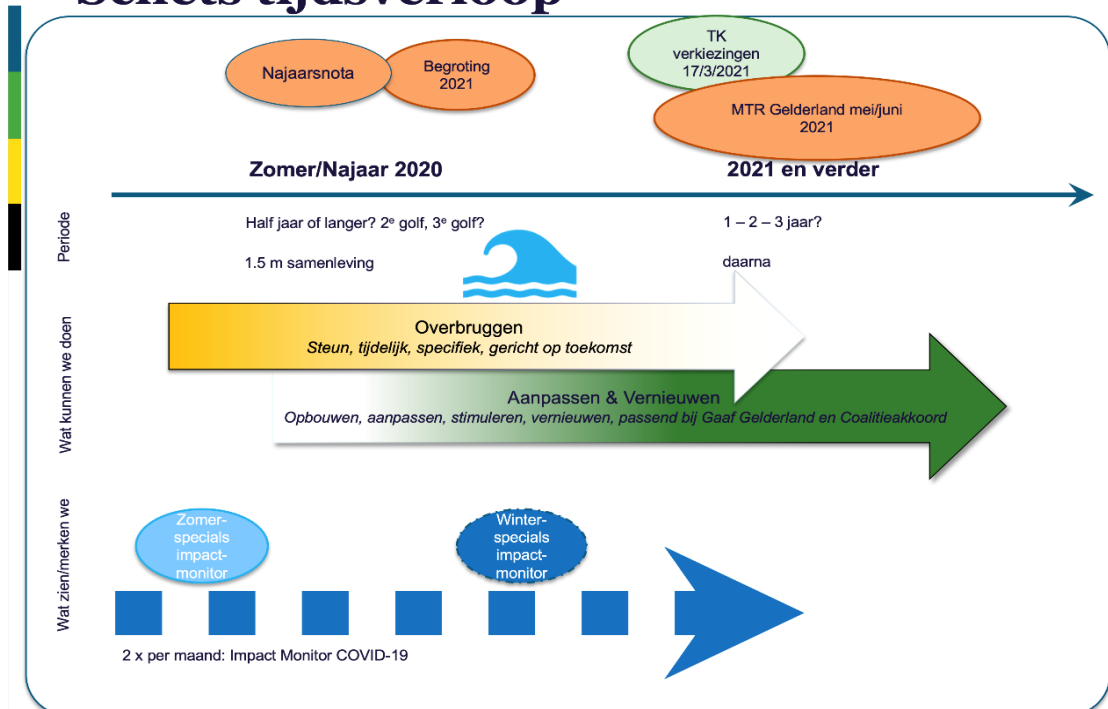 Schets tijdsverloop
Najaarsnota
Begroting
2021
TK
verkiezingen
17/3/2021
MTR Gelderland mei/juni
2021
Zomer/Najaar 2020
2021 en verder
Periode
Half jaar of langer? 2e golf, 3e golf?
1 – 2 – 3 jaar?
1.5 m samenleving
daarna
Wat kunnen we doen
Overbruggen
Steun, tijdelijk, specifiek, gericht op toekomst
Aanpassen & Vernieuwen
Opbouwen, aanpassen, stimuleren, vernieuwen, passend bij Gaaf Gelderland en Coalitieakkoord
Wat zien/merken we
Zomer-
specials
impact-
monitor
Winter-
specials
impact-
monitor
2 x per maand: Impact Monitor COVID-19